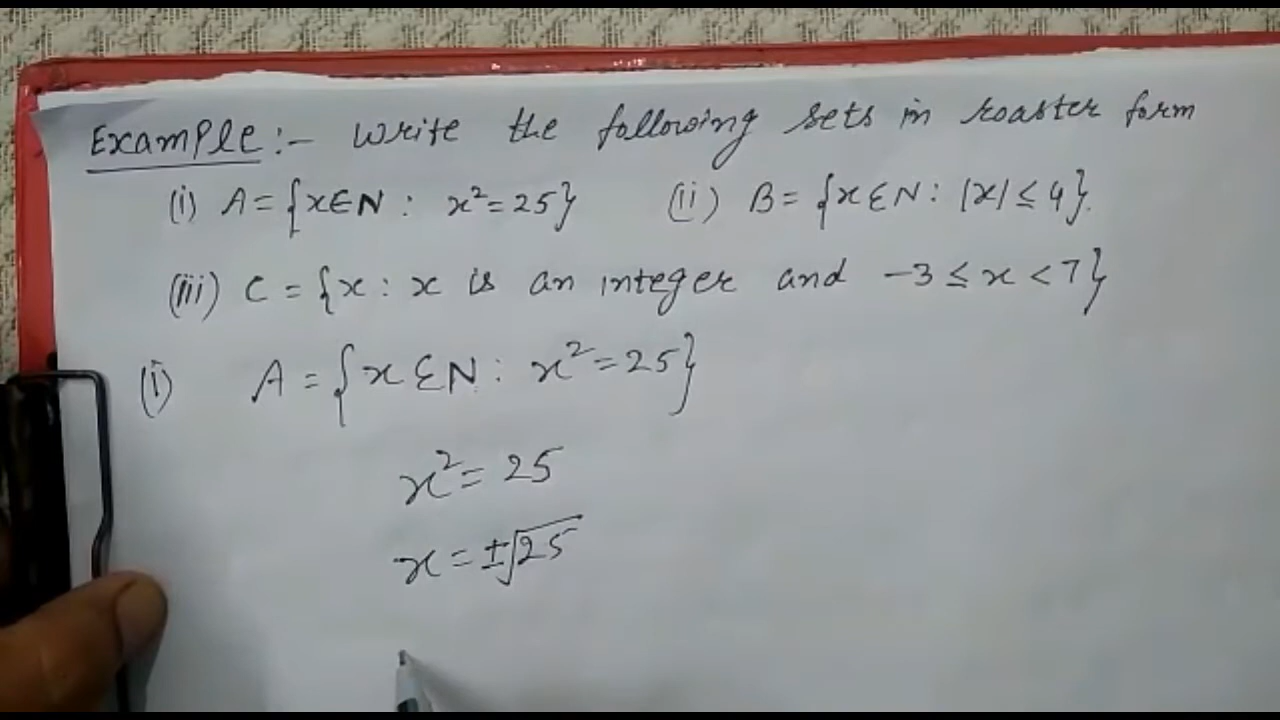 Example:- Write the following sets in roaster form
(i) A = {x∈N : x²=25} (ii) B = {x∈N : |x| ≤ 4}.
(iii) C = {x : x is an integer and -3 ≤ x < 7}
(i) A = {x∈N : x²=25}
x² = 25
x = ±√25